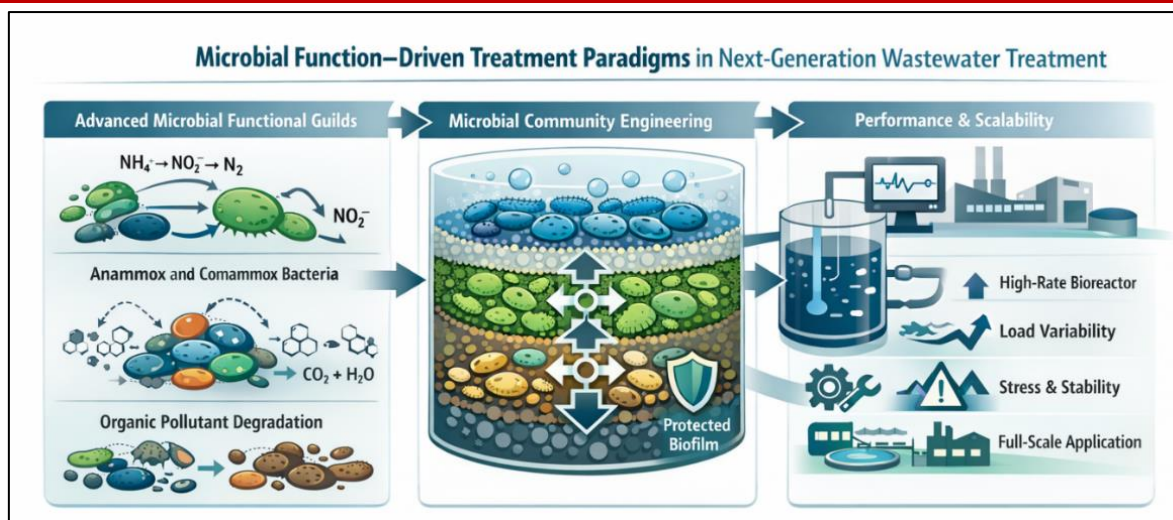 Microbial Function–Driven Treatment Paradigms in Next-Generation Wastewater Treatment
Advanced Microbial Functional Guilds
NH₄⁺→NO₂⁻→N₂
NO₂⁻
Anammox and Comammox Bacteria
CO₂ + H₂O
Organic Pollutant Degradation
Microbial Community Engineering
Protected
Biofilm
Performance & Scalability
High-Rate Bioreactor
Load Variability
Stress & Stability
Full-Scale Application